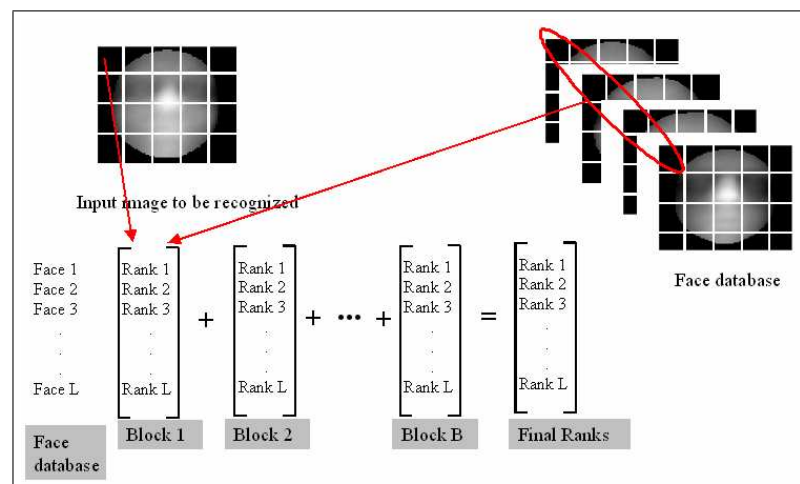 Input image to be recognized
Face database
Face 1 Rank 1 Rank 1 Rank 1 Rank 1
Face 2 Rank 2 Rank 2 Rank 2 Rank 2
Face 3 Rank 3 + Rank 3 + ... + Rank 3 = Rank 3
. . . . .
. . . . .
. . . . .
Face L Rank L Rank L Rank L Rank L
Face database Block 1 Block 2 Block B Final Ranks